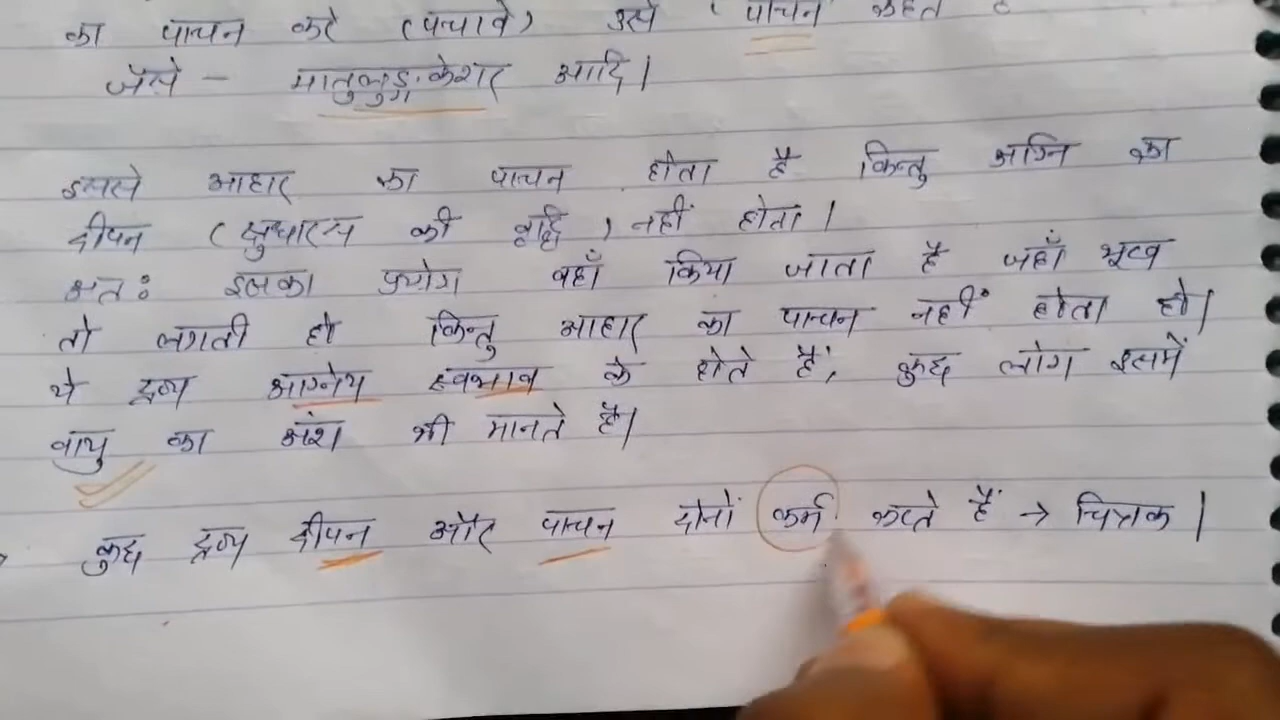 का पाचन करे (पचावे) उसे पाचन कहते है
जैसे - मातुलुङ्ग केशर आदि।
इससे आहार का पाचन होता है किन्तु अग्नि का
दीपन (क्षुधारस की वृद्धि) नहीं होता।
अतः इसका प्रयोग वहाँ किया जाता है जहाँ भूख
तो लगती हो किन्तु आहार का पाचन नहीं होता हो।
ये द्रव्य आग्नेय स्वभाव के होते हैं, कुछ लोग इसमें
वायु का अंश भी मानते है।
कुछ द्रव्य दीपन और पाचन दोनों कर्म करते हैं → चित्रक।